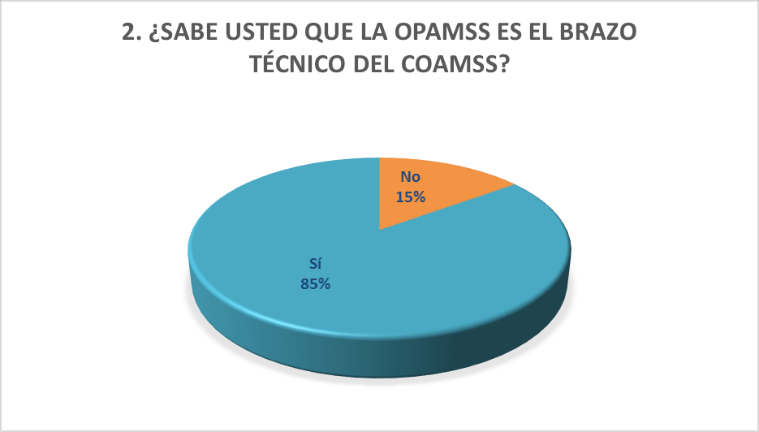 2. ¿SABE USTED QUE LA OPAMSS ES EL BRAZO
TÉCNICO DEL COAMSS?
No
15%
Sí
85%